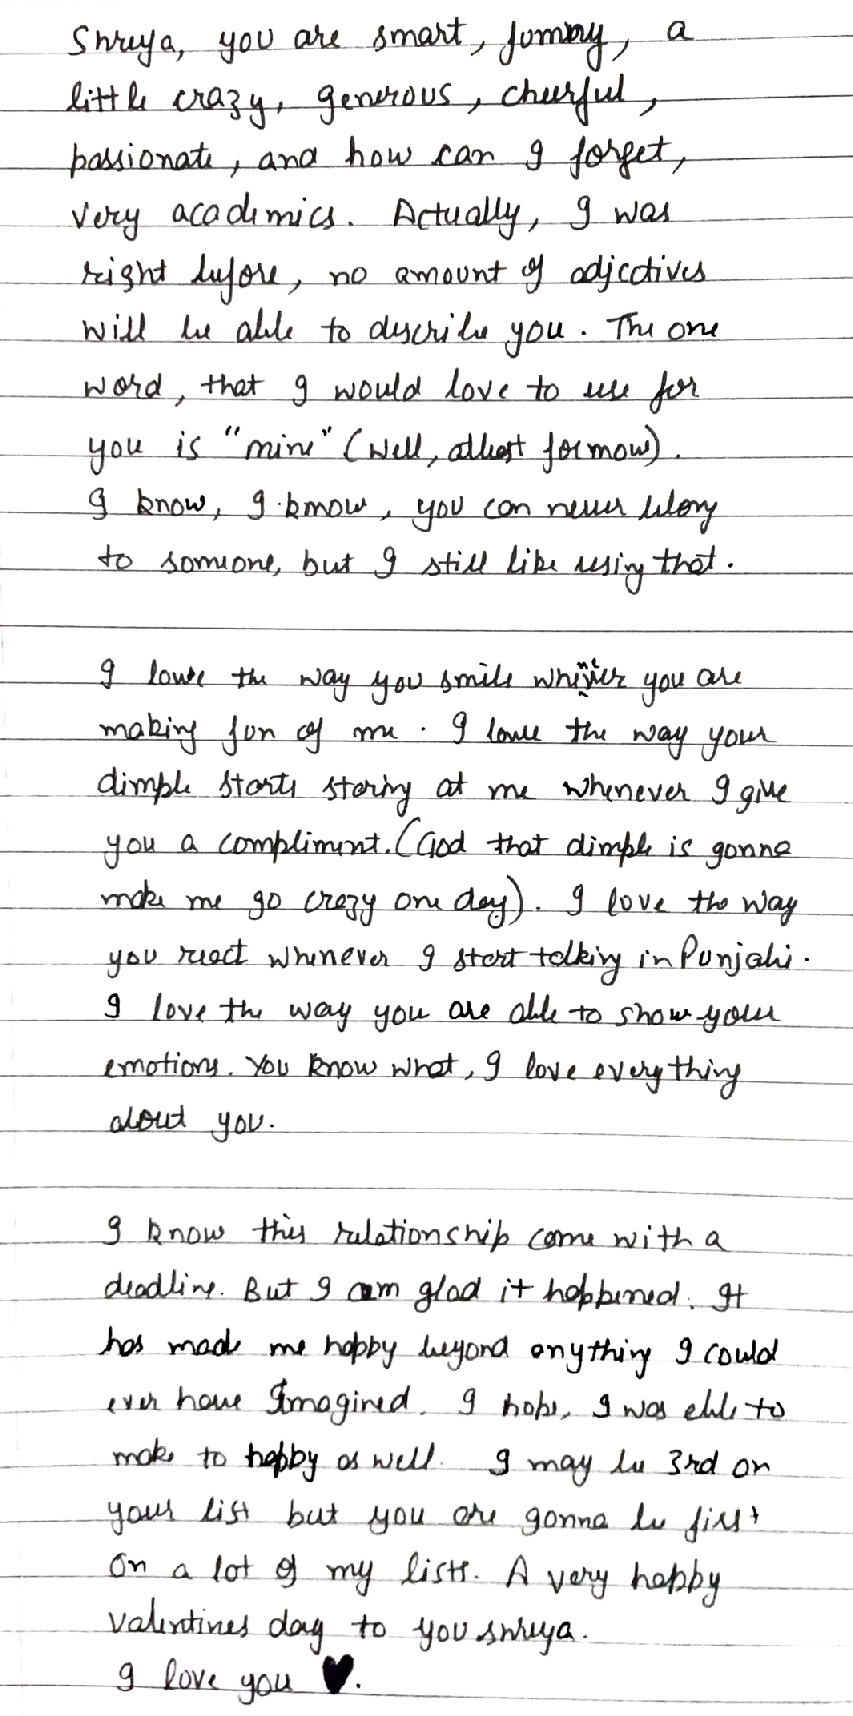 Shreya, you are smart, funny, a
little crazy, generous, cheerful,
passionate, and how can I forget,
very academics. Actually, I was
right before, no amount of adjectives
will be able to describe you. The one
word, that I would love to use for
you is "mine" (well, atleast for now).
I know, I know, you can never belong
to someone, but I still like using that.
I love the way you smile whenever you are
making fun of me. I love the way your
dimple starts staring at me whenever I give
you a compliment. (God that dimple is gonna
make me go crazy one day). I love the way
you react whenever I start talking in Punjabi.
I love the way you are able to show your
emotions. You know what, I love everything
about you.
I know this relationship come with a
deadline. But I am glad it happened. It
has made me happy beyond anything I could
ever have Imagined. I hope, I was able to
make to happy as well. I may be 3rd on
your list but you are gonna be first
on a lot of my lists. A very happy
valentines day to you shreya.
I love you ♥.